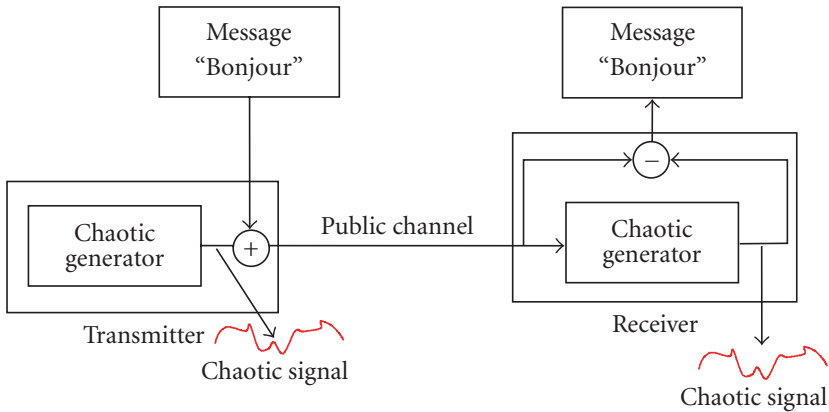 Message
“Bonjour”
Message
“Bonjour”
Chaotic
generator
+
Public channel
−
Chaotic
generator
Transmitter
Chaotic signal
Receiver
Chaotic signal